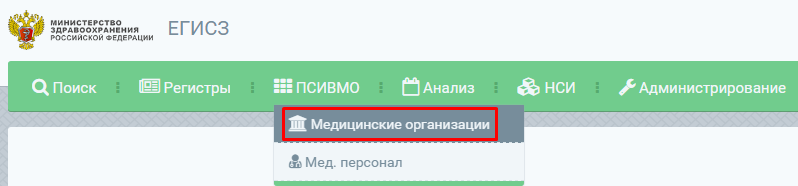 МИНИСТЕРСТВО
ЗДРАВООХРАНЕНИЯ
РОССИЙСКОЙ ФЕДЕРАЦИИ
ЕГИСЗ
Поиск Регистры ПСИВМО Анализ НСИ Администрирование
Медицинские организации
Мед. персонал